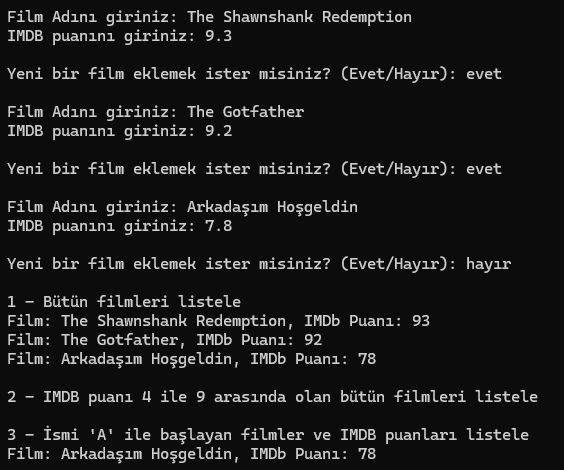 Film Adını giriniz: The Shawnshank Redemption
IMDB puanını giriniz: 9.3
Yeni bir film eklemek ister misiniz? (Evet/Hayır): evet
Film Adını giriniz: The Gotfather
IMDB puanını giriniz: 9.2
Yeni bir film eklemek ister misiniz? (Evet/Hayır): evet
Film Adını giriniz: Arkadaşım Hoşgeldin
IMDB puanını giriniz: 7.8
Yeni bir film eklemek ister misiniz? (Evet/Hayır): hayır
1 – Bütün filmleri listele
Film: The Shawnshank Redemption, IMDb Puanı: 93
Film: The Gotfather, IMDb Puanı: 92
Film: Arkadaşım Hoşgeldin, IMDb Puanı: 78
2 – IMDB puanı 4 ile 9 arasında olan bütün filmleri listele
3 – İsmi 'A' ile başlayan filmler ve IMDB puanları listele
Film: Arkadaşım Hoşgeldin, IMDb Puanı: 78